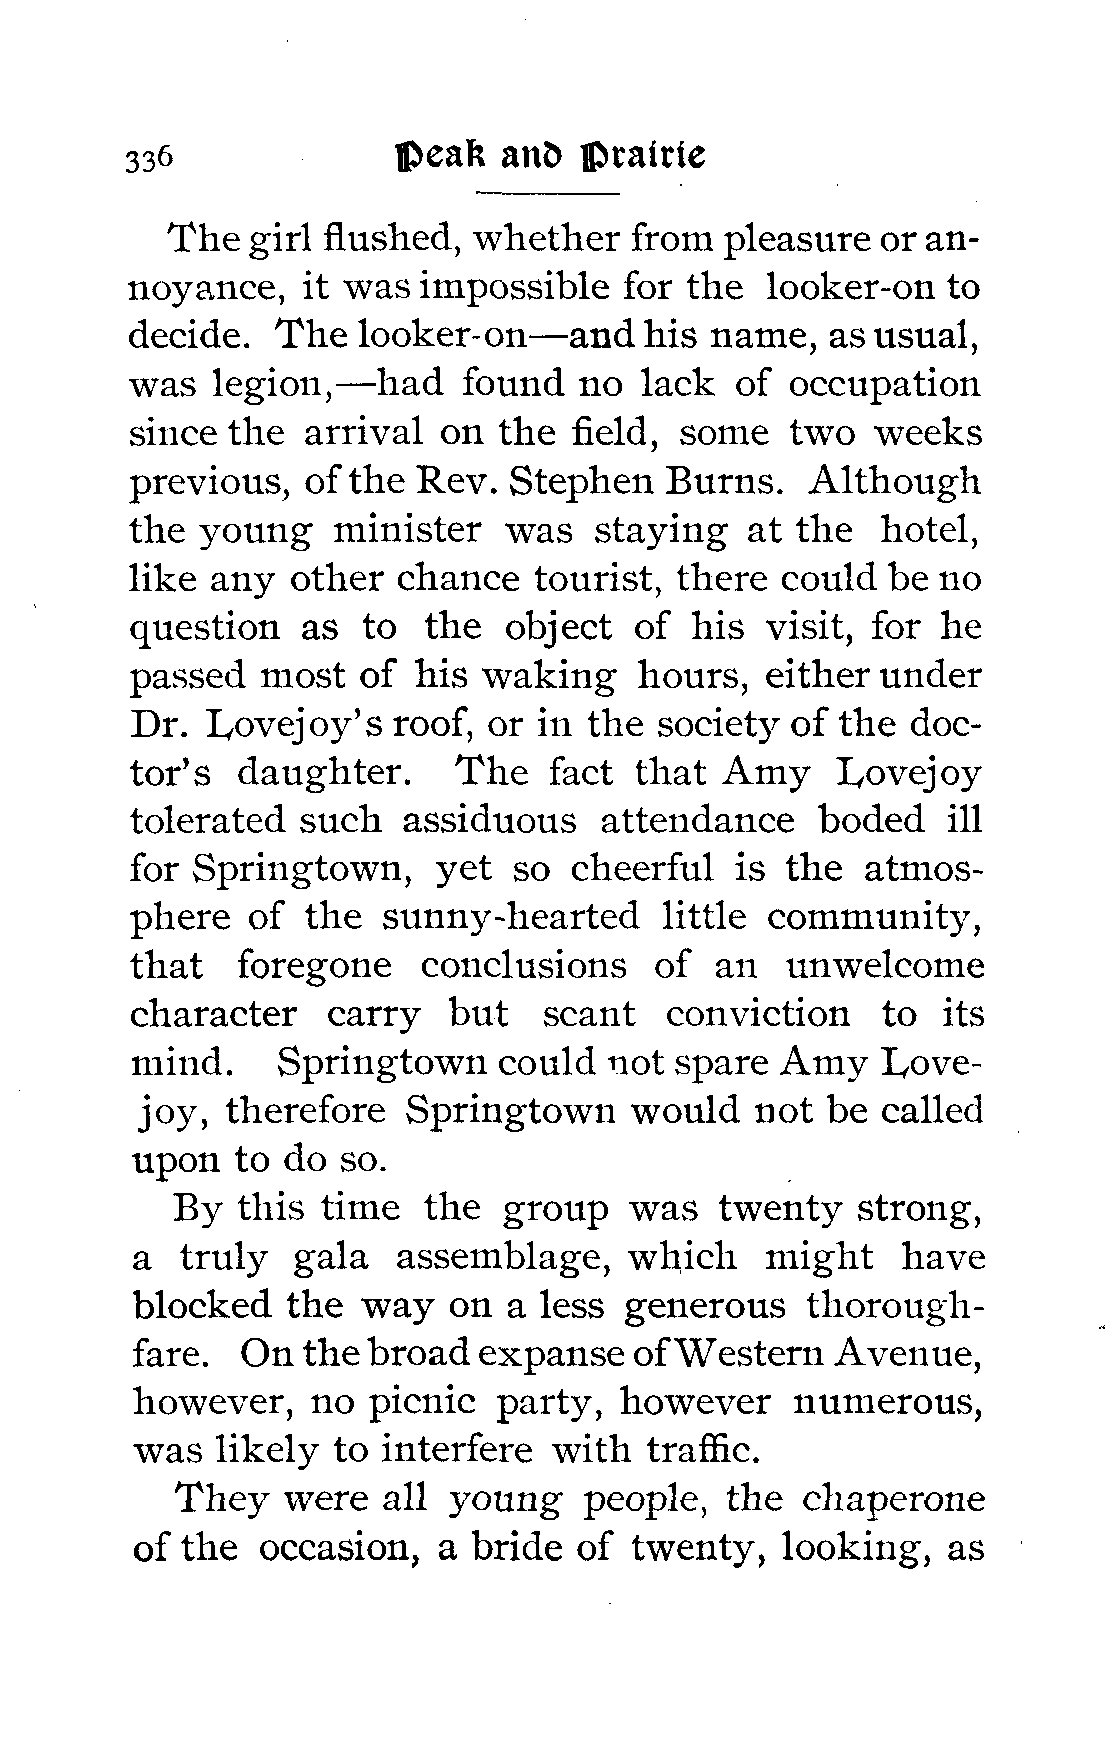 336 Peak and Prairie
The girl flushed, whether from pleasure or an-
noyance, it was impossible for the looker-on to
decide. The looker-on—and his name, as usual,
was legion,—had found no lack of occupation
since the arrival on the field, some two weeks
previous, of the Rev. Stephen Burns. Although
the young minister was staying at the hotel,
like any other chance tourist, there could be no
question as to the object of his visit, for he
passed most of his waking hours, either under
Dr. Lovejoy's roof, or in the society of the doc-
tor's daughter. The fact that Amy Lovejoy
tolerated such assiduous attendance boded ill
for Springtown, yet so cheerful is the atmos-
phere of the sunny-hearted little community,
that foregone conclusions of an unwelcome
character carry but scant conviction to its
mind. Springtown could not spare Amy Love-
joy, therefore Springtown would not be called
upon to do so.
By this time the group was twenty strong,
a truly gala assemblage, which might have
blocked the way on a less generous thorough-
fare. On the broad expanse of Western Avenue,
however, no picnic party, however numerous,
was likely to interfere with traffic.
They were all young people, the chaperone
of the occasion, a bride of twenty, looking, as